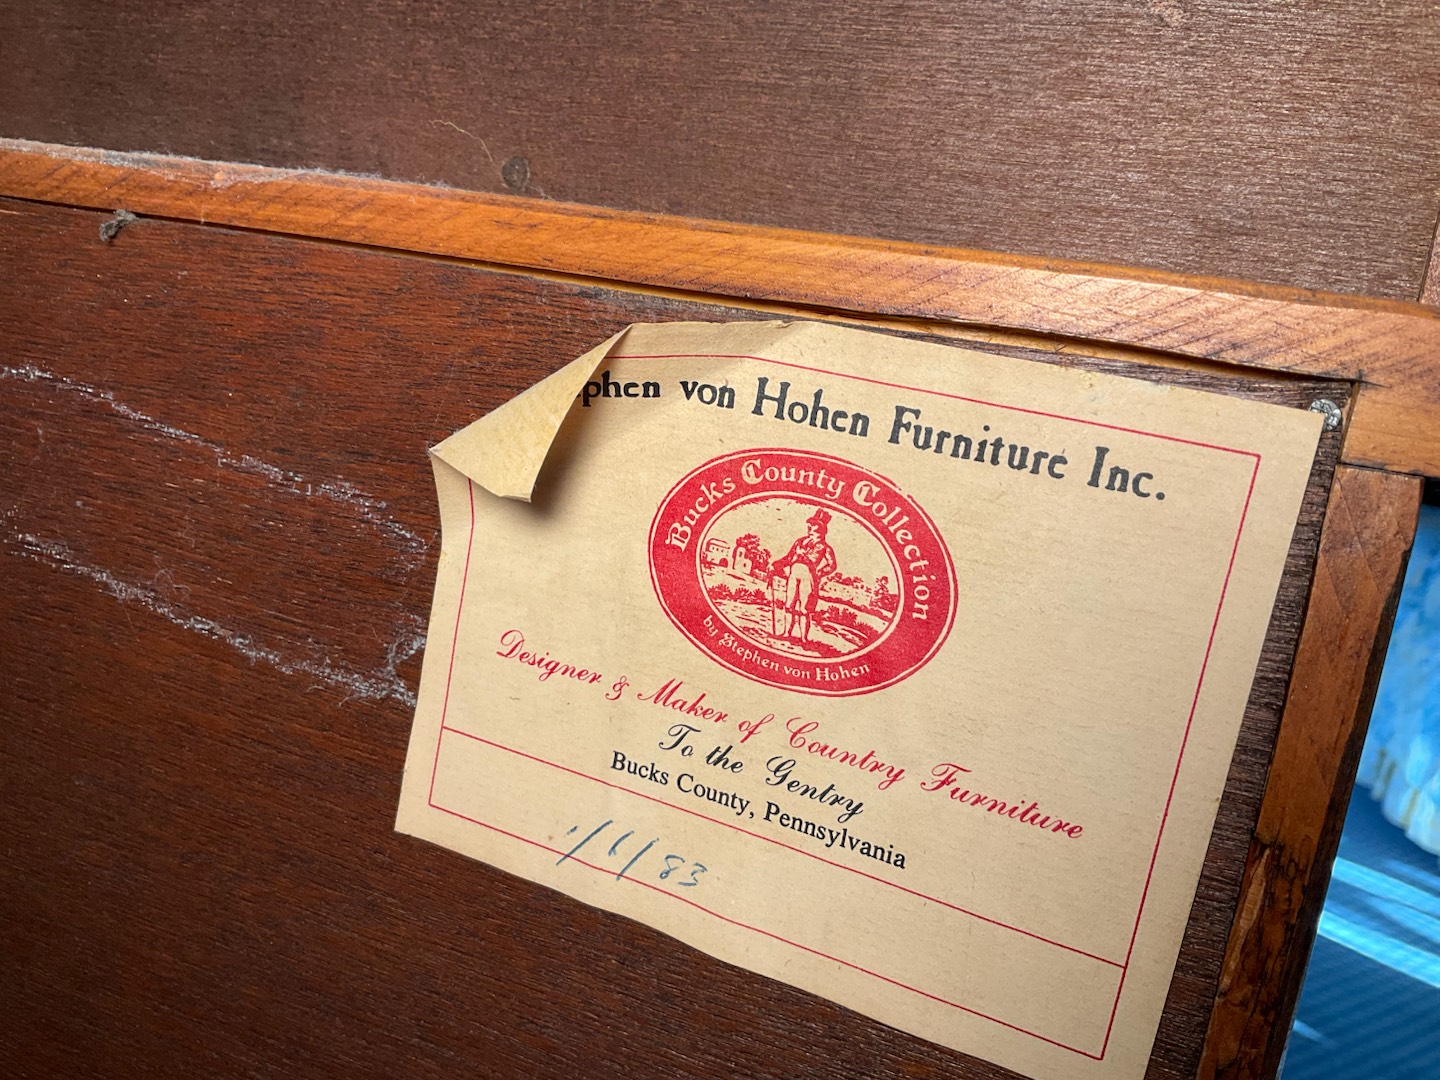 phen von Hohen Furniture Inc.
Bucks County Collection
by Stephen von Hohen
Designer & Maker of Country Furniture
To the Gentry
Bucks County, Pennsylvania
1/1/83